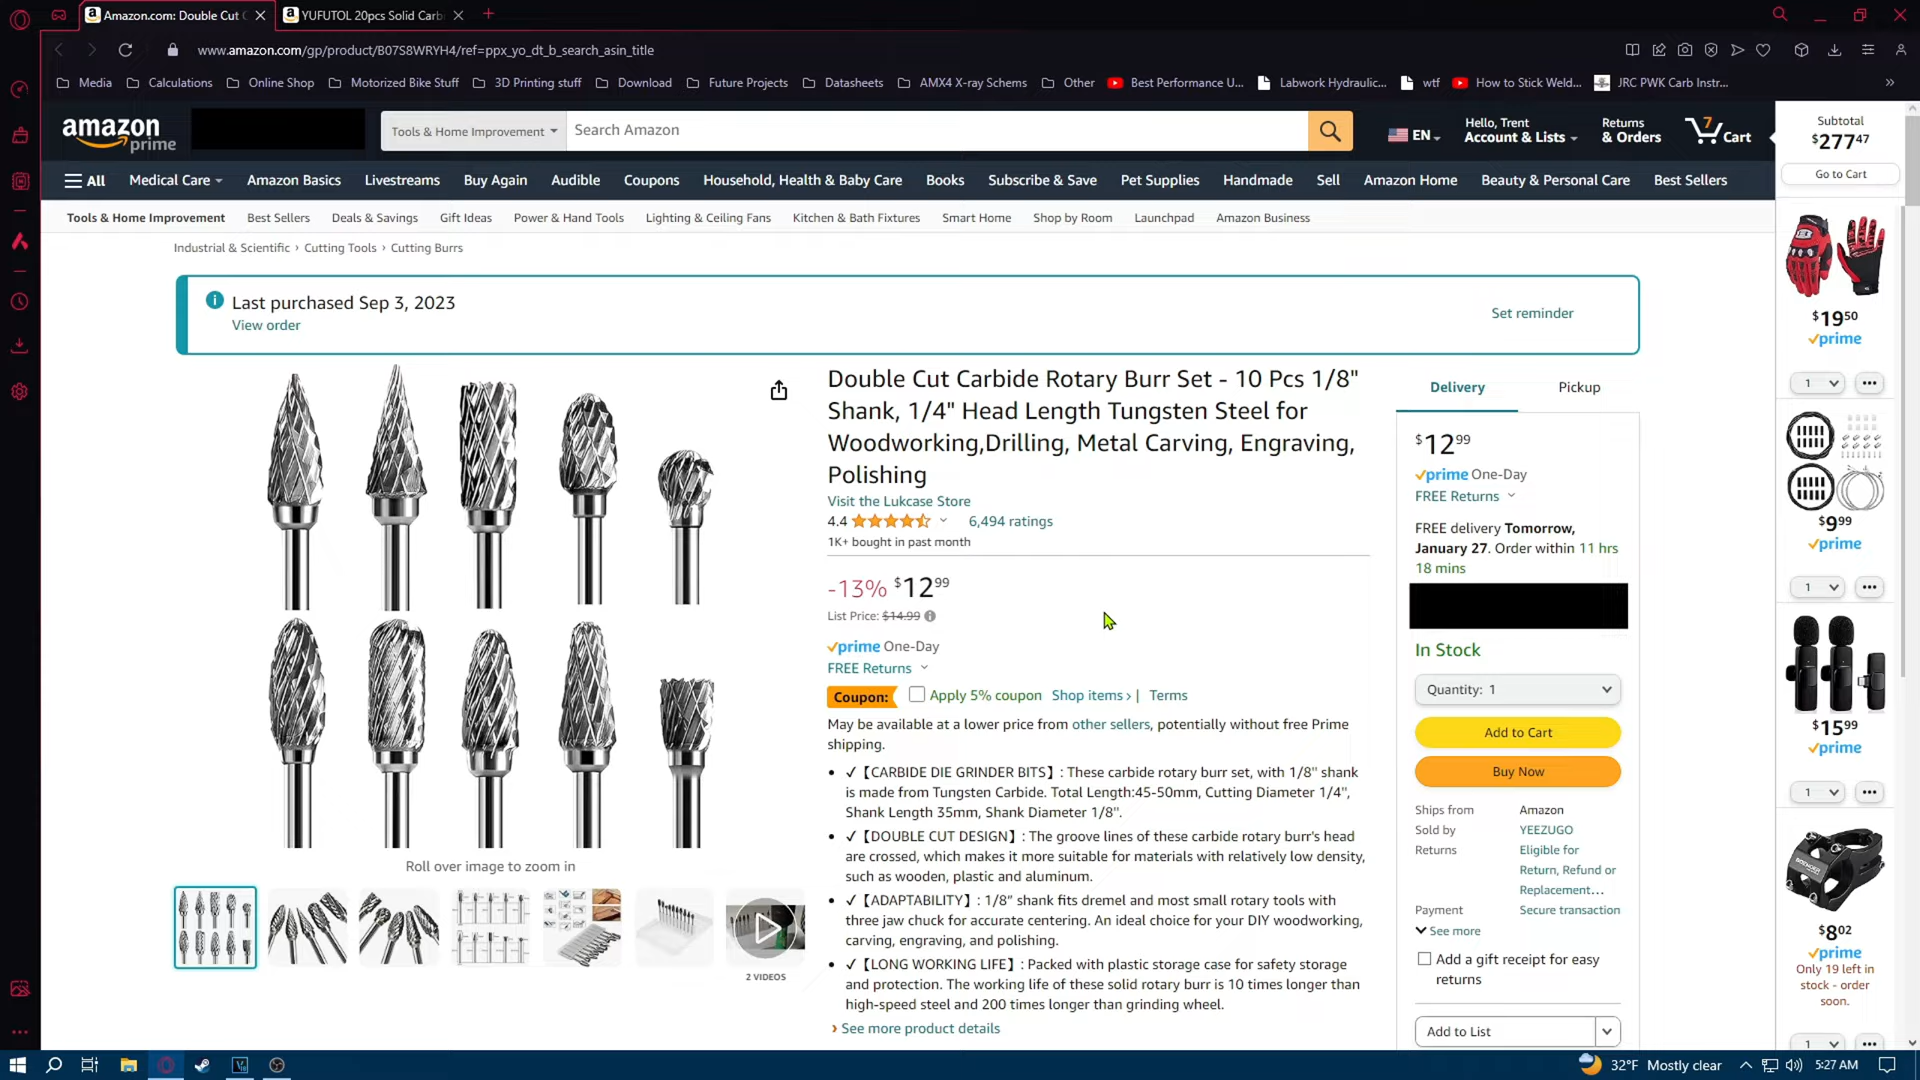 Amazon.com: Double Cut C
YUFUTOL 20pcs Solid Carb
www.amazon.com/gp/product/B07S8WRYH4/ref=ppx_yo_dt_b_search_asin_title
Media
Calculations
Online Shop
Motorized Bike Stuff
3D Printing stuff
Download
Future Projects
Datasheets
AMX4 X-ray Schems
Other
Best Performance U...
Labwork Hydraulic...
wtf
How to Stick Weld...
JRC PWK Carb Instr...
amazon
prime
Tools & Home Improvement
Search Amazon
EN
Hello, Trent
Account & Lists
Returns
& Orders
7
Cart
All
Medical Care
Amazon Basics
Livestreams
Buy Again
Audible
Coupons
Household, Health & Baby Care
Books
Subscribe & Save
Pet Supplies
Handmade
Sell
Amazon Home
Beauty & Personal Care
Best Sellers
Tools & Home Improvement
Best Sellers
Deals & Savings
Gift Ideas
Power & Hand Tools
Lighting & Ceiling Fans
Kitchen & Bath Fixtures
Smart Home
Shop by Room
Launchpad
Amazon Business
Industrial & Scientific › Cutting Tools › Cutting Burrs
Last purchased Sep 3, 2023
View order
Set reminder
Roll over image to zoom in
2 VIDEOS
Double Cut Carbide Rotary Burr Set - 10 Pcs 1/8"
Shank, 1/4" Head Length Tungsten Steel for
Woodworking,Drilling, Metal Carving, Engraving,
Polishing
Visit the Lukcase Store
4.4
6,494 ratings
1K+ bought in past month
-13% $12 99
List Price: $14.99
prime One-Day
FREE Returns
Coupon: Apply 5% coupon Shop items › | Terms
May be available at a lower price from other sellers, potentially without free Prime
shipping.
• ✓【CARBIDE DIE GRINDER BITS】: These carbide rotary burr set, with 1/8" shank
is made from Tungsten Carbide. Total Length:45-50mm, Cutting Diameter 1/4",
Shank Length 35mm, Shank Diameter 1/8".
• ✓【DOUBLE CUT DESIGN】: The groove lines of these carbide rotary burr's head
are crossed, which makes it more suitable for materials with relatively low density,
such as wooden, plastic and aluminum.
• ✓【ADAPTABILITY】: 1/8" shank fits dremel and most small rotary tools with
three jaw chuck for accurate centering. An ideal choice for your DIY woodworking,
carving, engraving, and polishing.
• ✓【LONG WORKING LIFE】: Packed with plastic storage case for safety storage
and protection. The working life of these solid rotary burr is 10 times longer than
high-speed steel and 200 times longer than grinding wheel.
› See more product details
Delivery
Pickup
$12 99
prime One-Day
FREE Returns
FREE delivery Tomorrow,
January 27. Order within 11 hrs
18 mins
In Stock
Quantity: 1
Add to Cart
Buy Now
Ships from Amazon
Sold by YEEZUGO
Returns Eligible for
Return, Refund or
Replacement...
Payment Secure transaction
See more
Add a gift receipt for easy
returns
Add to List
Subtotal
$277 47
Go to Cart
$19 50
prime
1
$9 99
prime
1
$15 99
prime
1
$8 02
prime
Only 19 left in
stock - order
soon.
1
32°F Mostly clear
5:27 AM